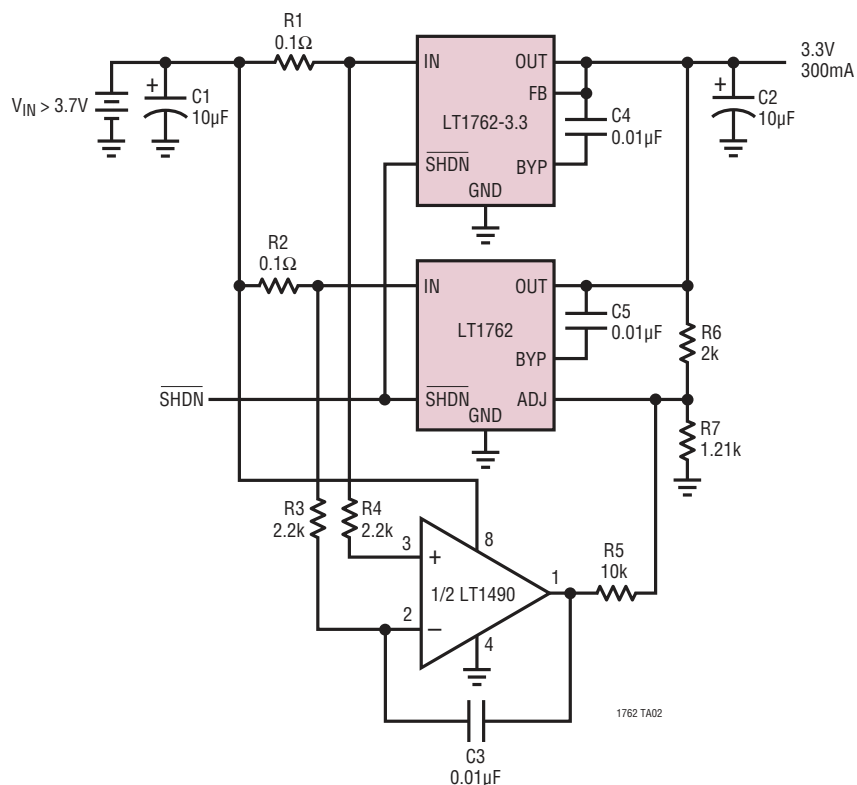 R1
0.1Ω
IN
OUT
3.3V
300mA
FB
VIN > 3.7V
+
C1
10µF
+
C2
10µF
LT1762-3.3
C4
0.01µF
SHDN
BYP
GND
R2
0.1Ω
IN
OUT
C5
0.01µF
LT1762
R6
2k
BYP
SHDN
SHDN
ADJ
GND
R7
1.21k
R3
2.2k
R4
2.2k
8
3
+
R5
10k
1/2 LT1490
1
2
–
4
1762 TA02
C3
0.01µF